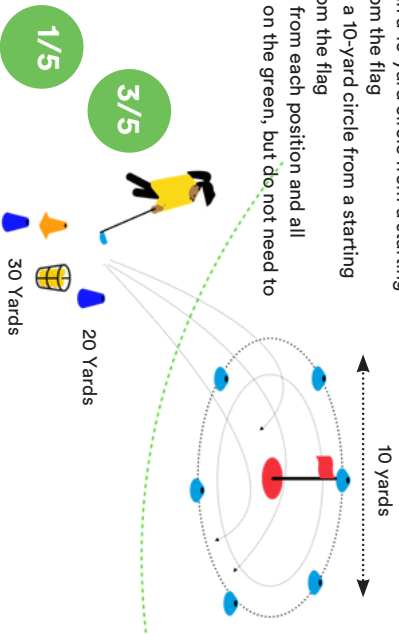 om the flag
a 10-yard circle from a starting
om the flag
from each position and all
on the green, but do not need to
1/5
3/5
10 yards
20 Yards
30 Yards